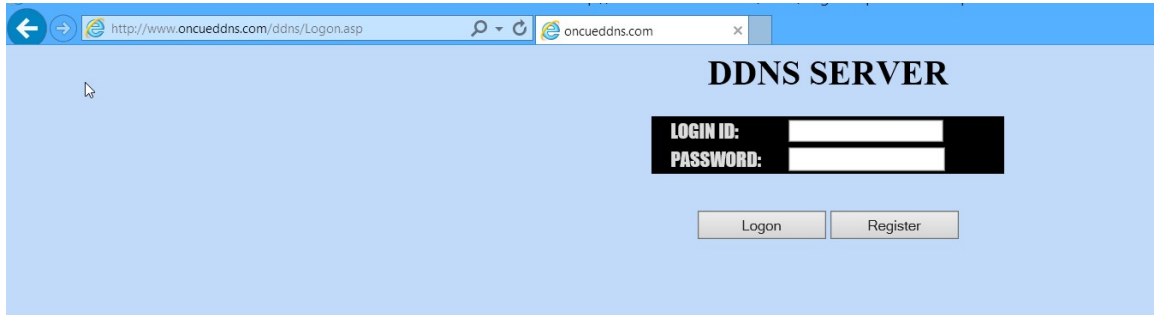 http://www.oncueddns.com/ddns/Logon.asp
oncueddns.com
DDNS SERVER
LOGIN ID:
PASSWORD:
Logon Register